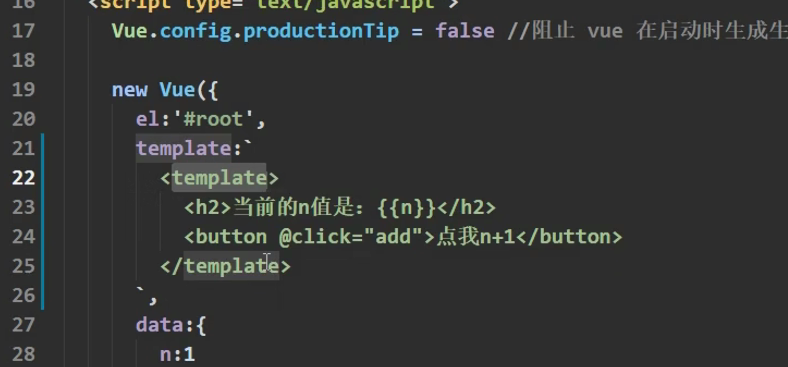 16 <script type="text/javascript">
17 Vue.config.productionTip = false //阻止 vue 在启动时生成生
18
19 new Vue({
20 el:'#root',
21 template:`
22 <template>
23 <h2>当前的n值是：{{n}}</h2>
24 <button @click="add">点我n+1</button>
25 </template>
26 `,
27 data:{
28 n:1